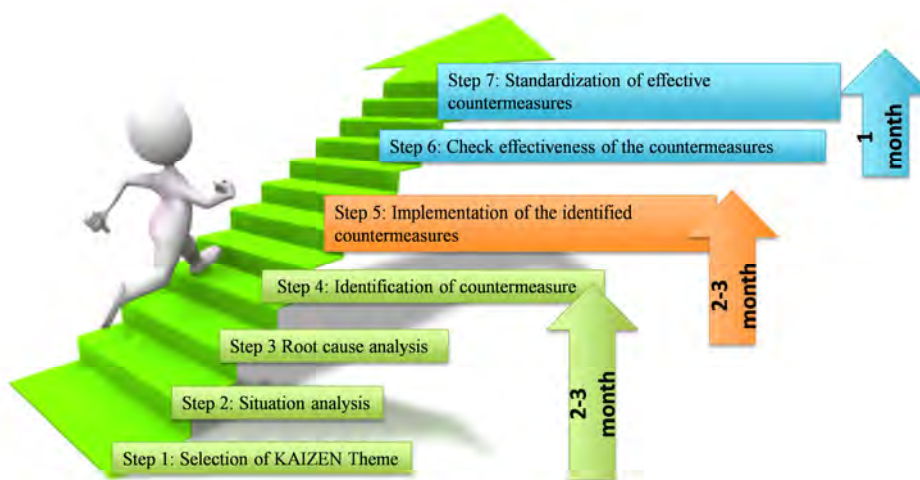 Step 7: Standardization of effective
countermeasures
1
month
Step 6: Check effectiveness of the countermeasures
Step 5: Implementation of the identified
countermeasures
2-3
month
Step 4: Identification of countermeasure
Step 3 Root cause analysis
2-3
month
Step 2: Situation analysis
Step 1: Selection of KAIZEN Theme